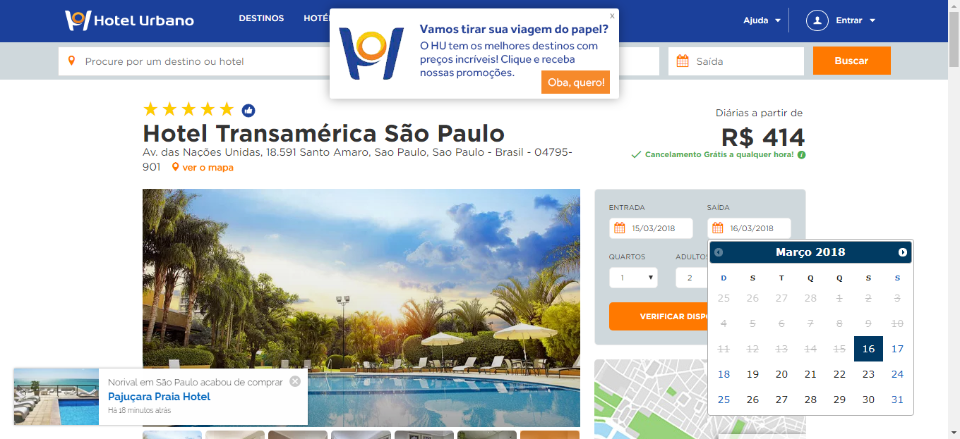 Hotel Urbano
DESTINOS
Ajuda
Entrar
x
Vamos tirar sua viagem do papel?
O HU tem os melhores destinos com
preços incríveis! Clique e receba
nossas promoções.
Oba, quero!
Procure por um destino ou hotel
Saída
Buscar
Hotel Transamérica São Paulo
Av. das Nações Unidas, 18.591 Santo Amaro, Sao Paulo, Sao Paulo - Brasil - 04795-
901 ver o mapa
Diárias a partir de
R$ 414
Cancelamento Grátis a qualquer hora! i
ENTRADA SAÍDA
15/03/2018 16/03/2018
QUARTOS ADULTOS
1 2
VERIFICAR DISPO
Março 2018
D S T Q Q S S
25 26 27 28 1 2 3
4 5 6 7 8 9 10
11 12 13 14 15 16 17
18 19 20 21 22 23 24
25 26 27 28 29 30 31
Norival em São Paulo acabou de comprar
Pajuçara Praia Hotel
Há 18 minutos atrás